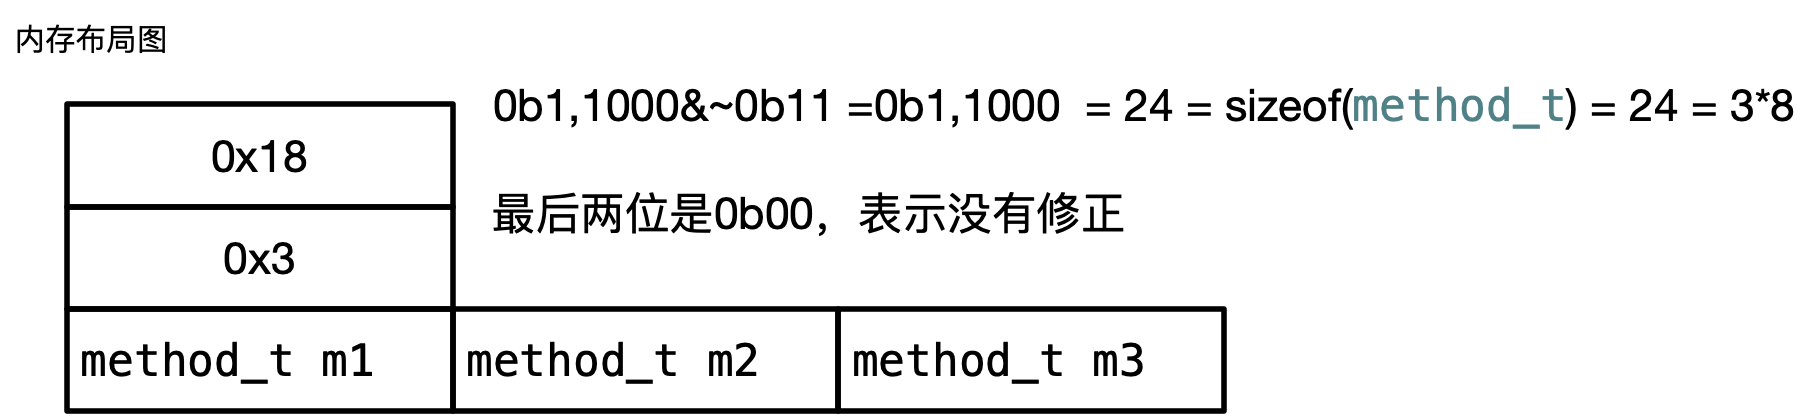 内存布局图
0b1,1000&~0b11 =0b1,1000 = 24 = sizeof(method_t) = 24 = 3*8
0x18
最后两位是0b00，表示没有修正
0x3
method_t m1 method_t m2 method_t m3